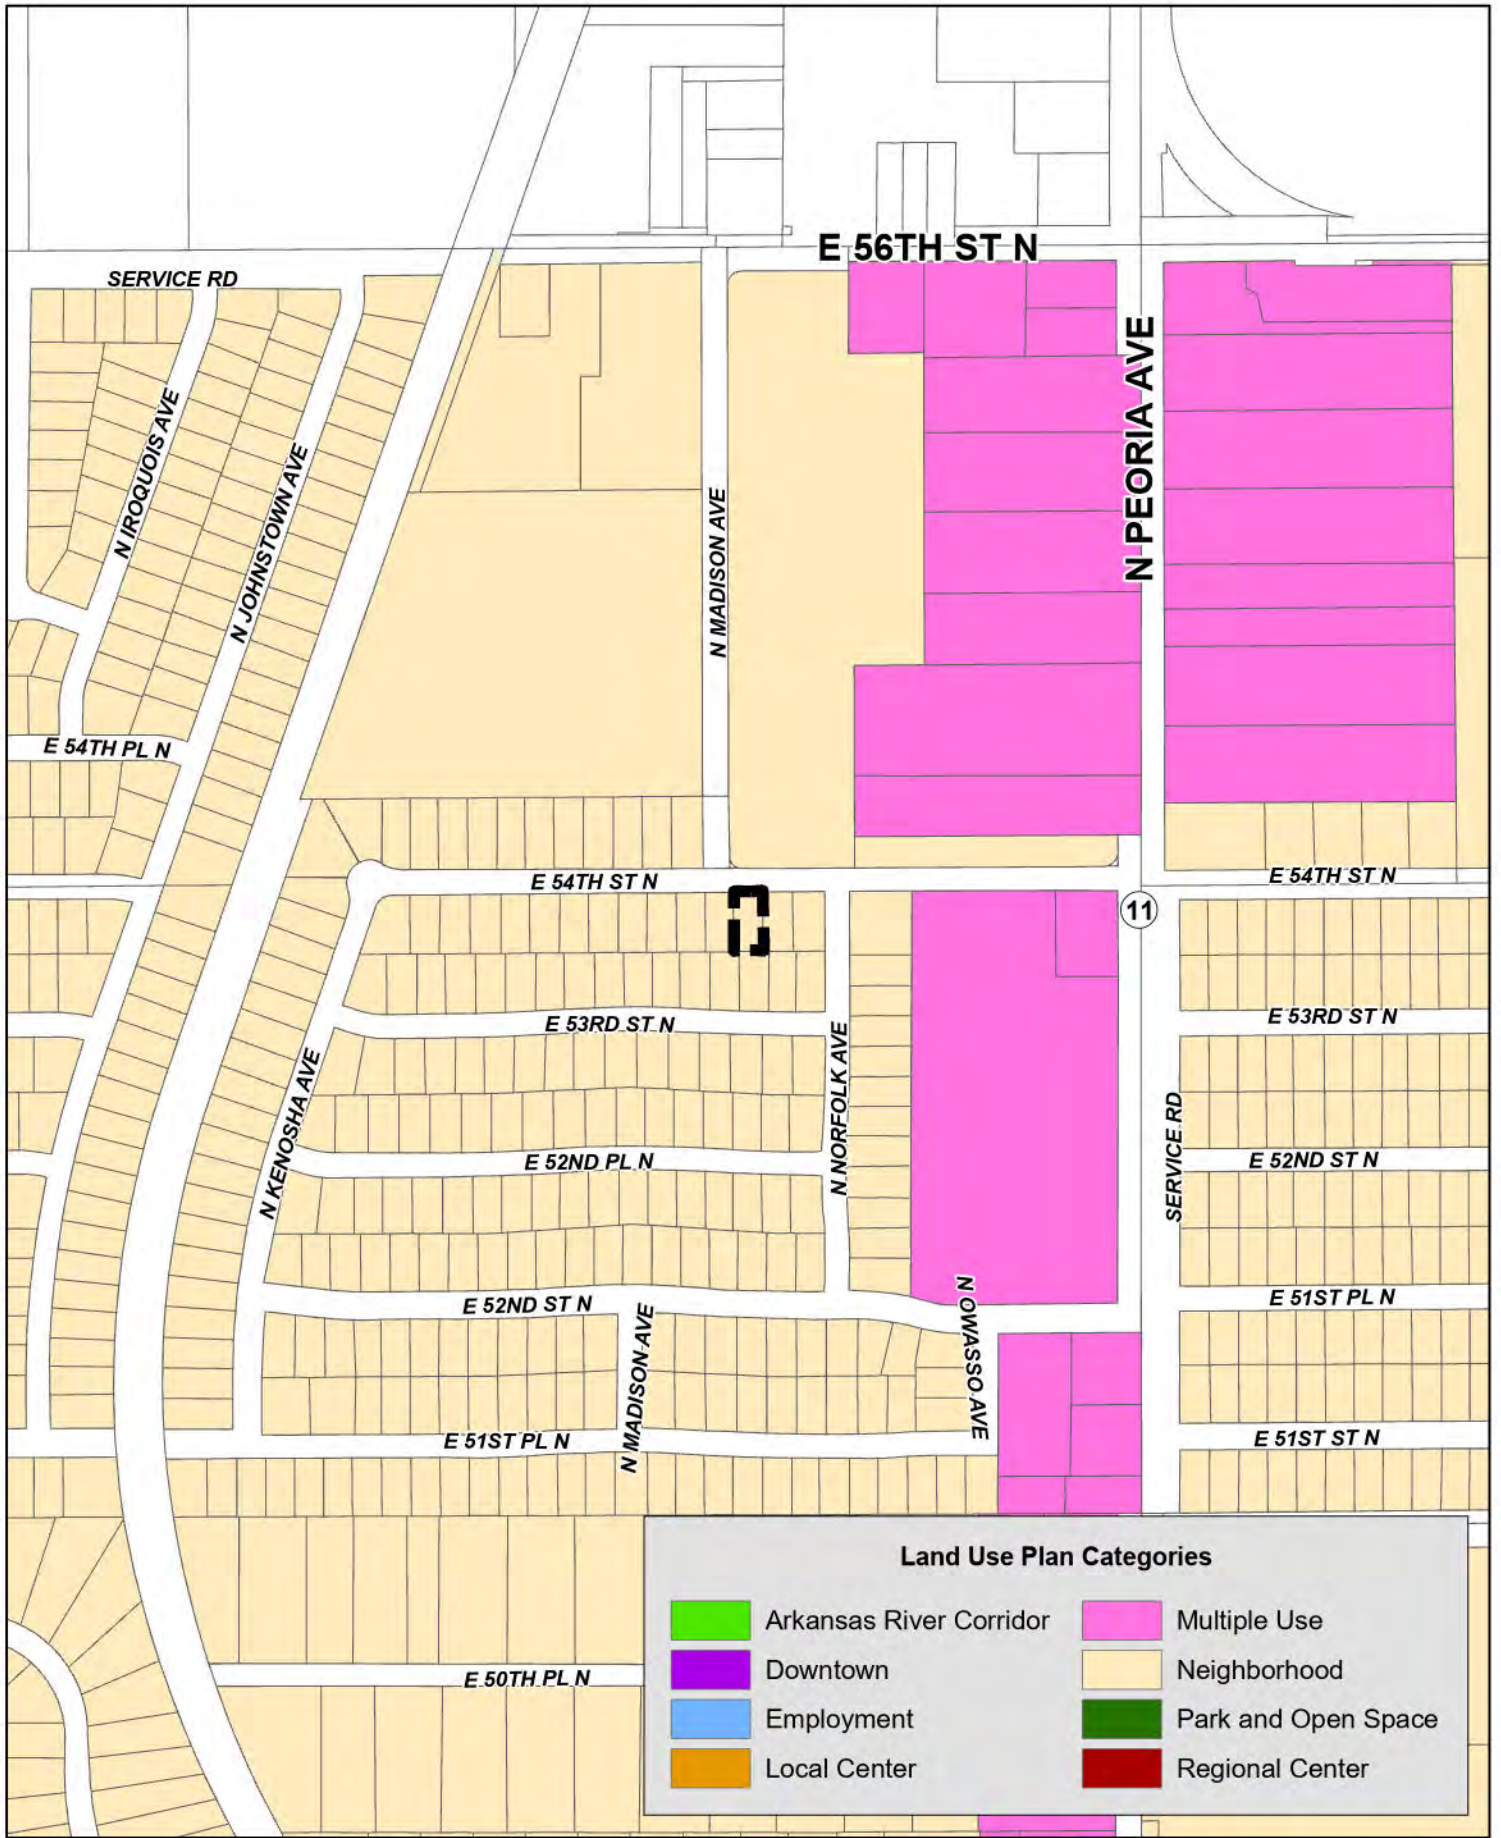 E 56TH ST N
SERVICE RD
N PEORIA AVE
N IROQUOIS AVE
N JOHNSTOWN AVE
N MADISON AVE
E 54TH PL N
E 54TH ST N
E 54TH ST N
11
E 53RD ST N
E 53RD ST N
N NORFOLK AVE
N KENOSHA AVE
SERVICE RD
E 52ND PL N
E 52ND ST N
E 52ND ST N
E 51ST PL N
N OWASSO AVE
N MADISON AVE
E 51ST PL N
E 51ST ST N
E 50TH PL N
Land Use Plan Categories
Arkansas River Corridor
Downtown
Employment
Local Center
Multiple Use
Neighborhood
Park and Open Space
Regional Center